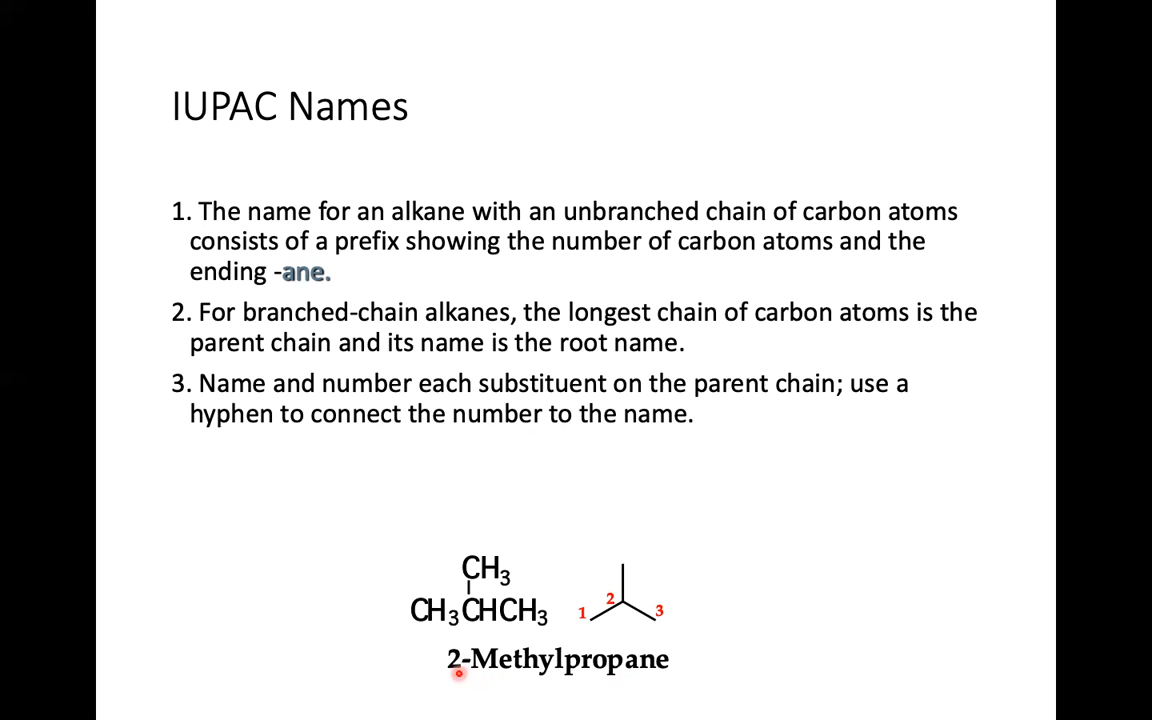 IUPAC Names
1. The name for an alkane with an unbranched chain of carbon atoms
consists of a prefix showing the number of carbon atoms and the
ending -ane.
2. For branched-chain alkanes, the longest chain of carbon atoms is the
parent chain and its name is the root name.
3. Name and number each substituent on the parent chain; use a
hyphen to connect the number to the name.
CH₃
CH₃CHCH₃ 1 2 3
2-Methylpropane